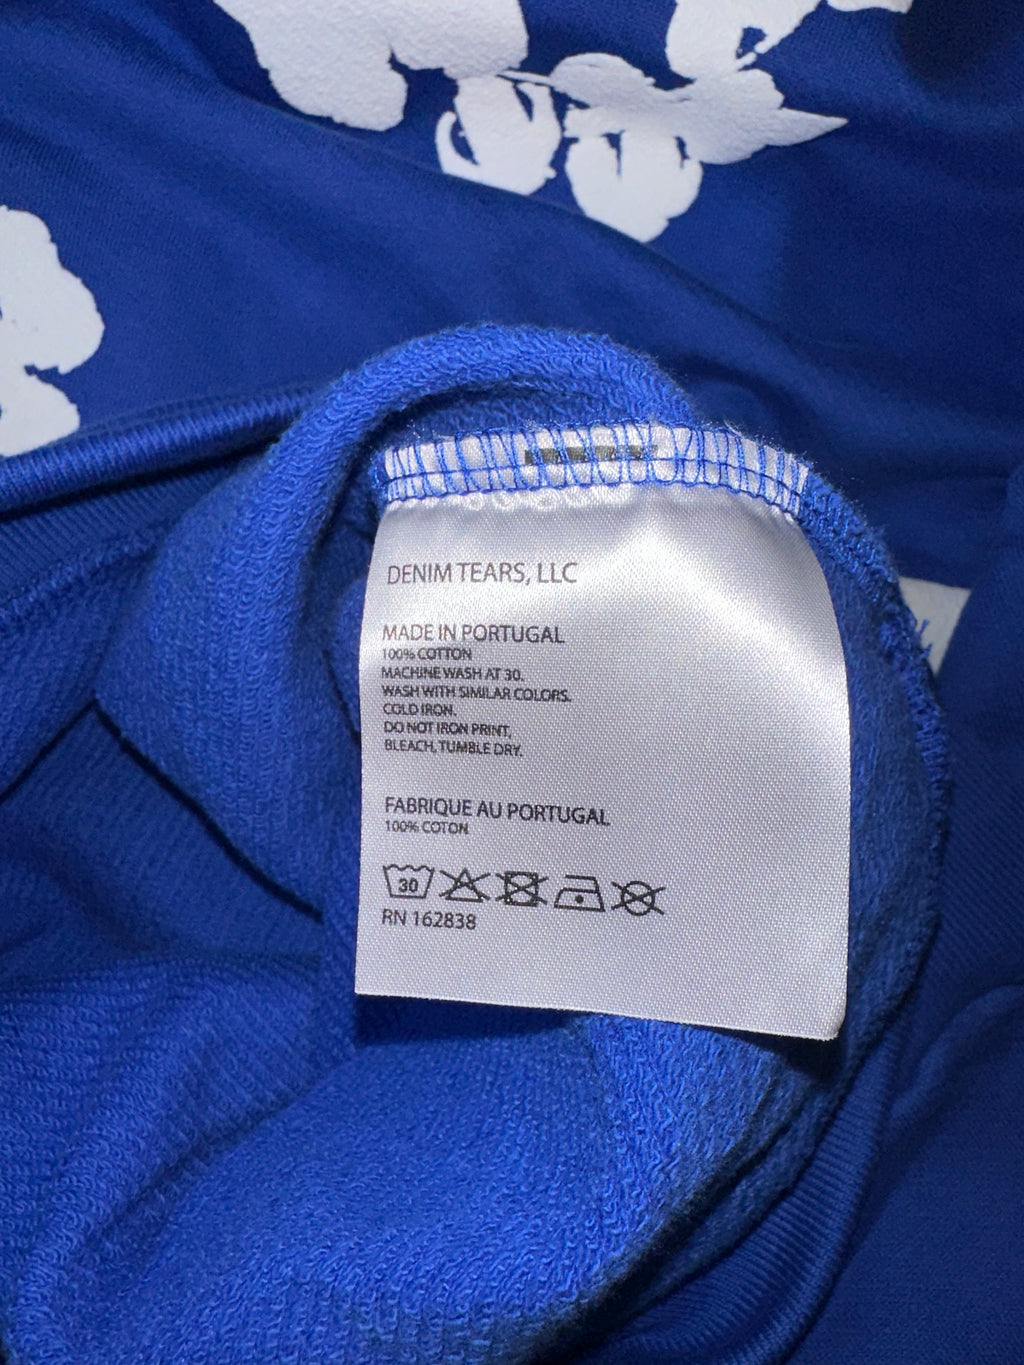 DENIM TEARS, LLC
MADE IN PORTUGAL
100% COTTON
MACHINE WASH AT 30.
WASH WITH SIMILAR COLORS.
COLD IRON.
DO NOT IRON PRINT,
BLEACH, TUMBLE DRY.
FABRIQUE AU PORTUGAL
100% COTON
30
RN 162838